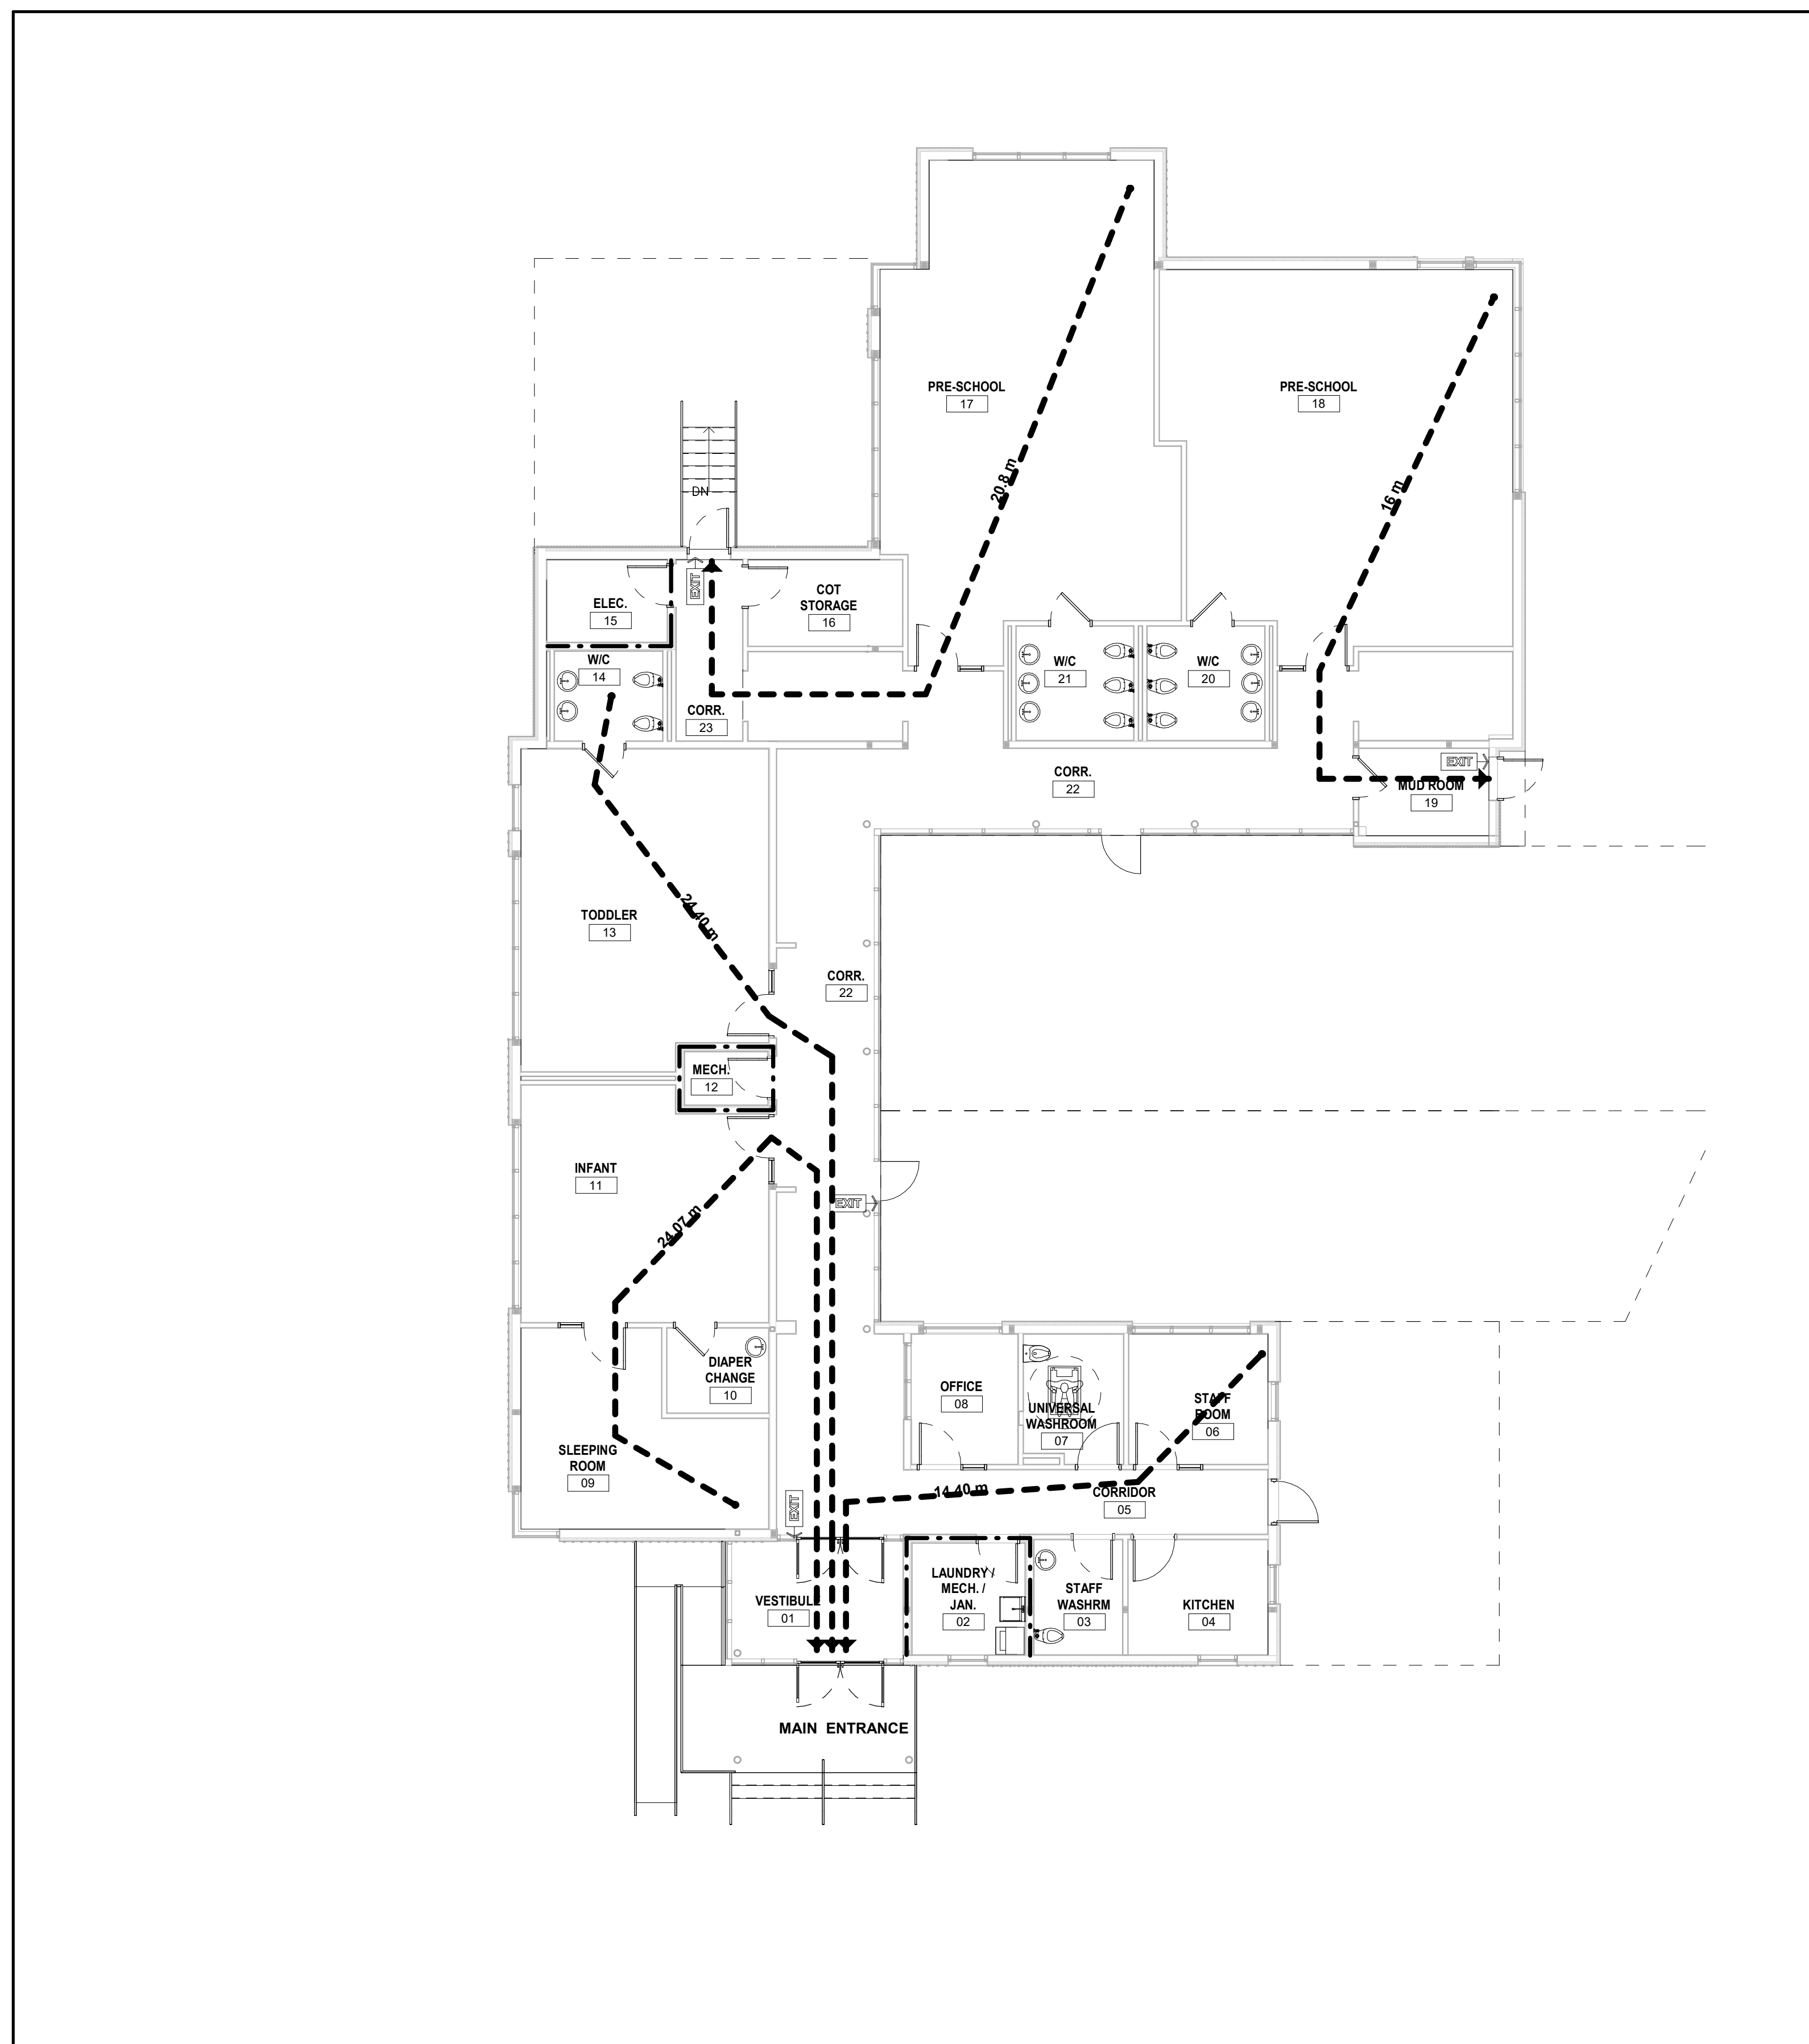 PRE-SCHOOL
17
PRE-SCHOOL
18
20.8 m
16 m
DN
EXIT
ELEC.
15
COT
STORAGE
16
W/C
14
W/C
21
W/C
20
CORR.
23
CORR.
22
EXIT
MUD ROOM
19
TODDLER
13
24.40 m
CORR.
22
MECH.
12
INFANT
11
EXIT
24.07 m
DIAPER
CHANGE
10
OFFICE
08
UNIVERSAL
WASHROOM
07
STAFF
ROOM
06
SLEEPING
ROOM
09
EXIT
14.40 m
CORRIDOR
05
VESTIBULE
01
LAUNDRY /
MECH. /
JAN.
02
STAFF
WASHRM
03
KITCHEN
04
MAIN ENTRANCE